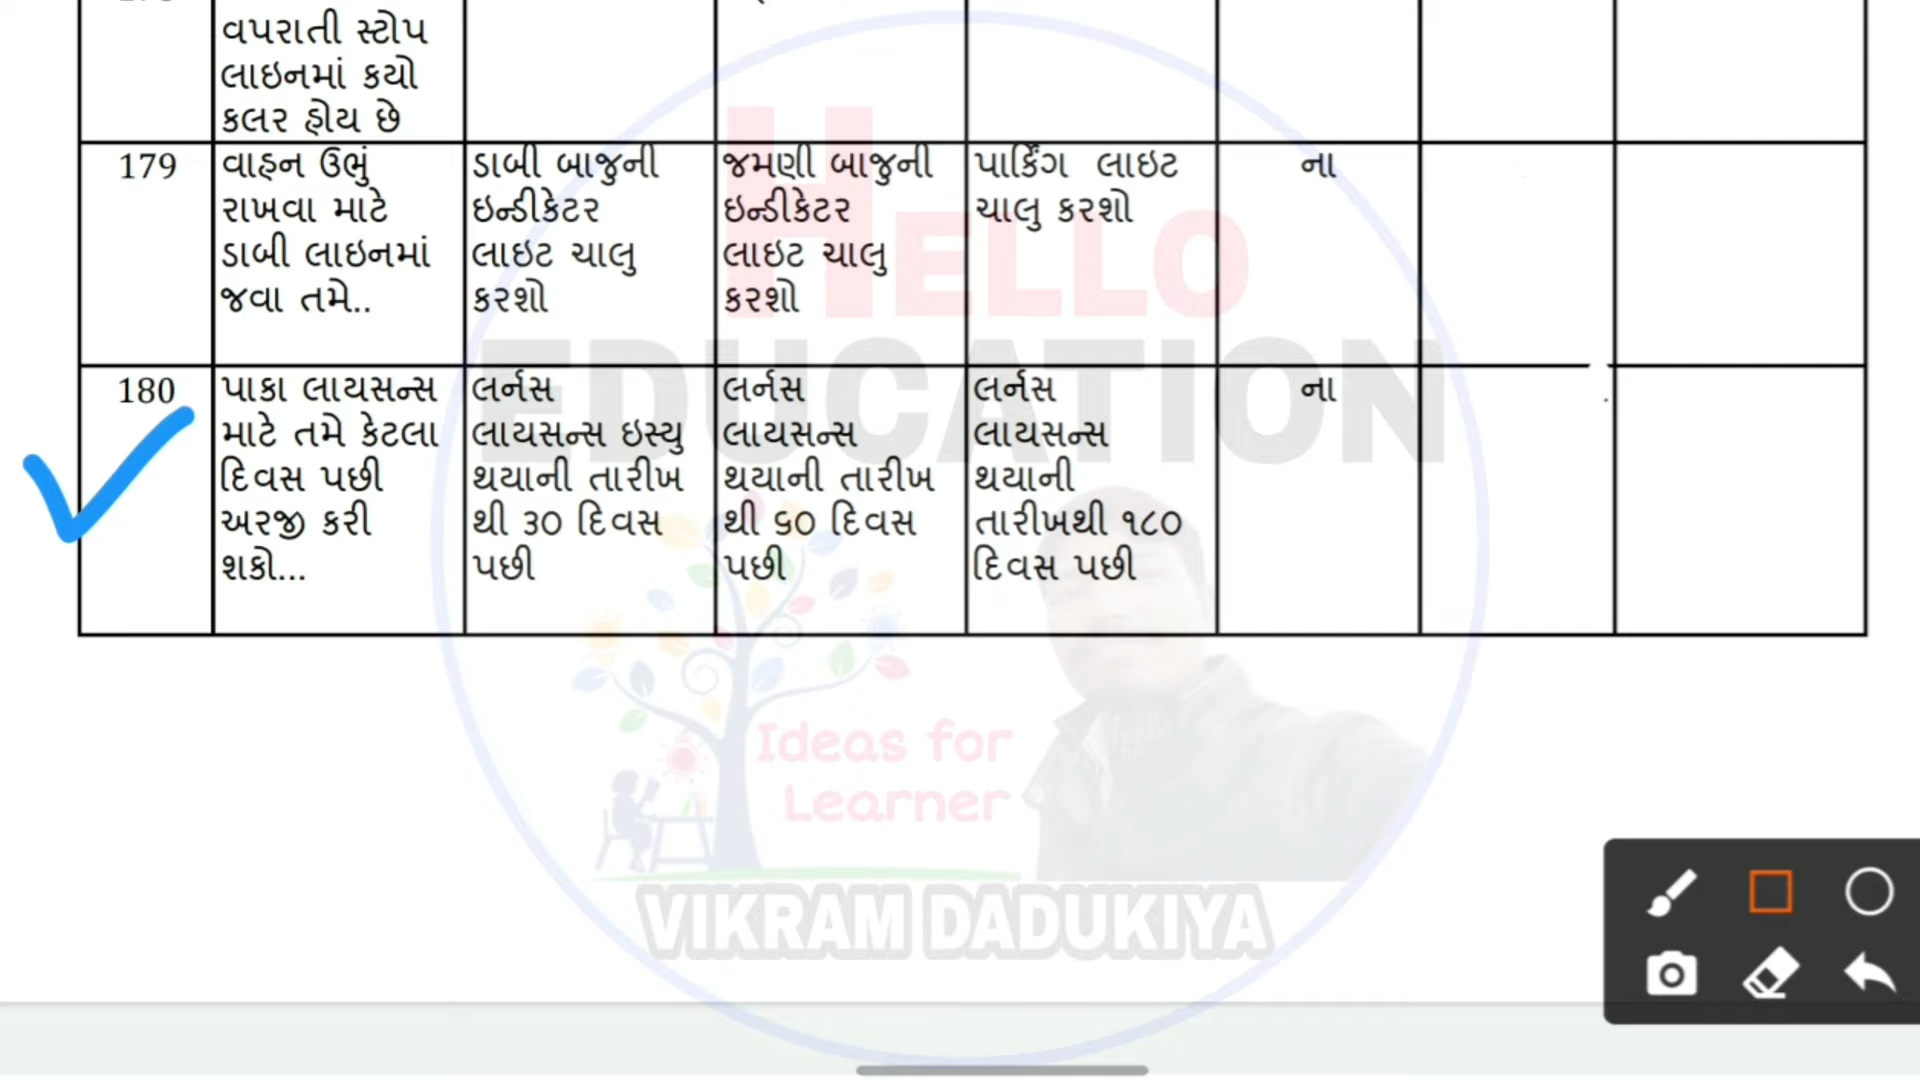 વપરાતી સ્ટોપ
લાઇનમાં કયો
કલર હોય છે
179
વાહન ઉભું
રાખવા માટે
ડાબી લાઇનમાં
જવા તમે..
ડાબી બાજુની
ઇન્ડીકેટર
લાઇટ ચાલુ
કરશો
જમણી બાજુની
ઇન્ડીકેટર
લાઇટ ચાલુ
કરશો
પાર્કિંગ લાઇટ
ચાલુ કરશો
ના
180
પાકા લાયસન્સ
માટે તમે કેટલા
દિવસ પછી
અરજી કરી
શકો...
લર્નસ
લાયસન્સ ઇસ્યુ
થયાની તારીખ
થી ૩૦ દિવસ
પછી
લર્નસ
લાયસન્સ
થયાની તારીખ
થી ૬૦ દિવસ
પછી
લર્નસ
લાયસન્સ
થયાની
તારીખથી ૧૮૦
દિવસ પછી
ના
HELLO
EDUCATION
Ideas for
Learner
VIKRAM DADUKIYA